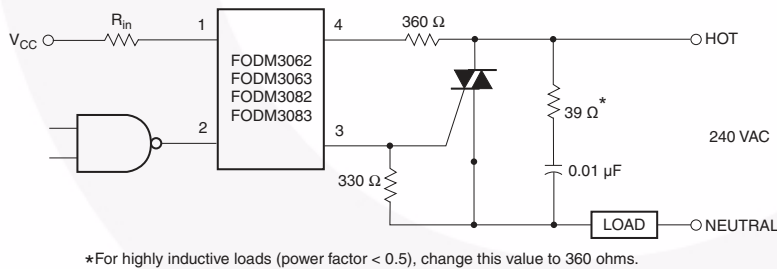 R_in
1
V_CC
FODM3062
FODM3063
FODM3082
FODM3083
4
360 Ω
HOT
39 Ω*
240 VAC
2
3
330 Ω
0.01 µF
LOAD
NEUTRAL
*For highly inductive loads (power factor < 0.5), change this value to 360 ohms.